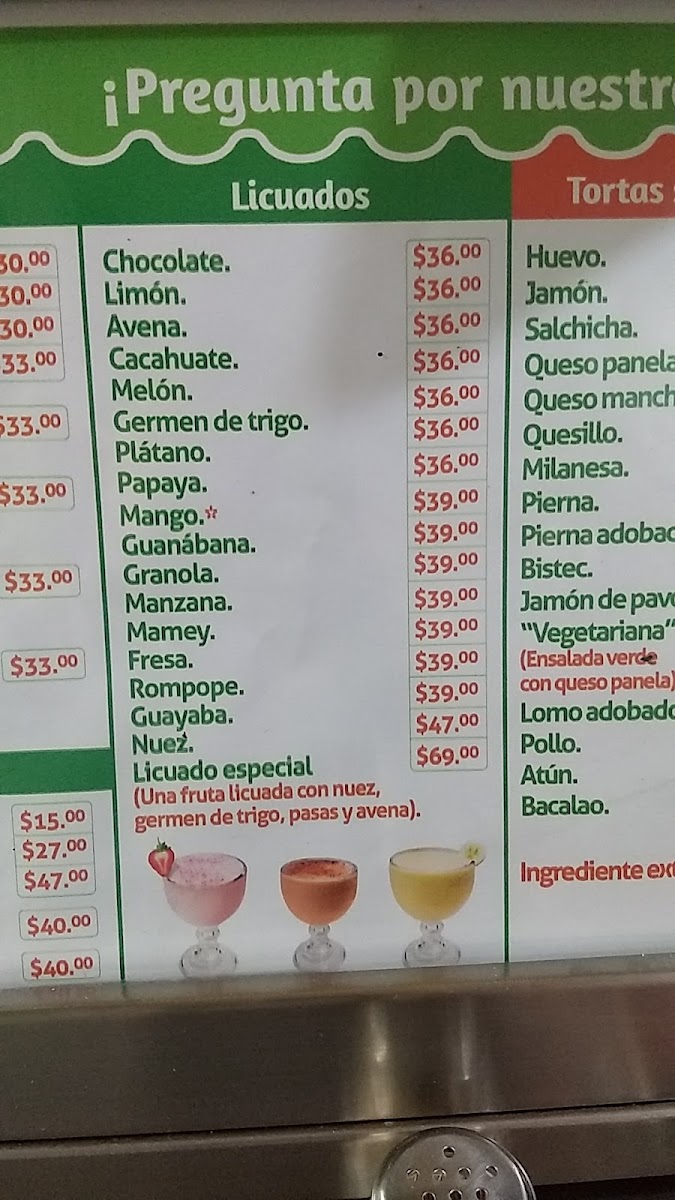 ¡Pregunta por nuestr
30.00
30.00
30.00
33.00
$33.00
$33.00
$33.00
$33.00
$15.00
$27.00
$47.00
$40.00
$40.00
Licuados
Chocolate.
Limón.
Avena.
Cacahuate.
Melón.
Germen de trigo.
Plátano.
Papaya.
Mango.*
Guanábana.
Granola.
Manzana.
Mamey.
Fresa.
Rompope.
Guayaba.
Nuez.
Licuado especial
(Una fruta licuada con nuez,
germen de trigo, pasas y avena).
$36.00
$36.00
$36.00
$36.00
$36.00
$36.00
$36.00
$39.00
$39.00
$39.00
$39.00
$39.00
$39.00
$39.00
$47.00
$69.00
Tortas
Huevo.
Jamón.
Salchicha.
Queso panela
Queso manch
Quesillo.
Milanesa.
Pierna.
Pierna adobad
Bistec.
Jamón de pavo
"Vegetariana"
(Ensalada verde
con queso panela)
Lomo adobado
Pollo.
Atún.
Bacalao.
Ingrediente ext